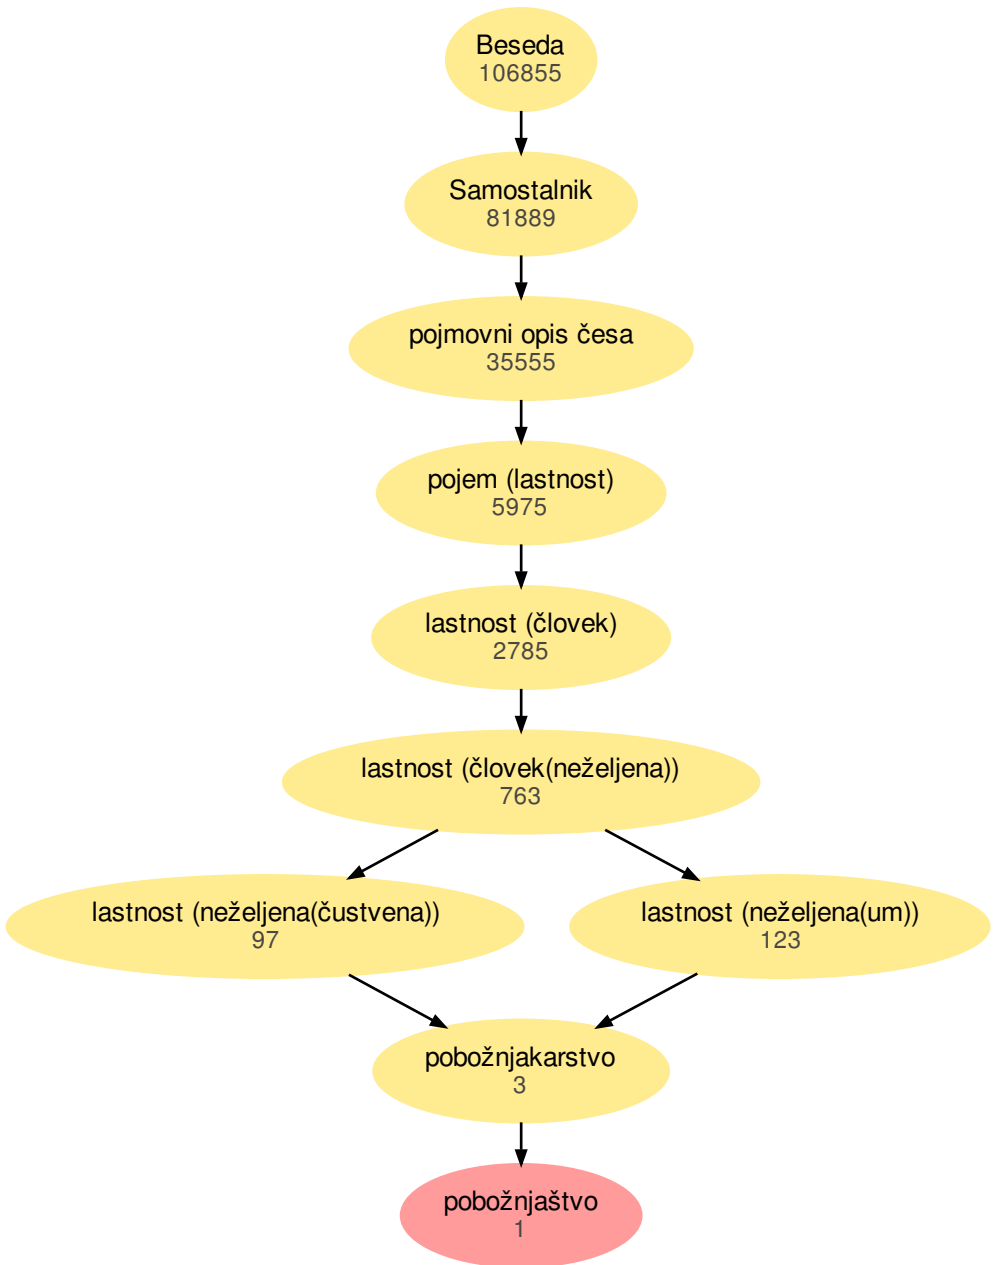 Beseda
106855
Samostalnik
81889
pojmovni opis česa
35555
pojem (lastnost)
5975
lastnost (človek)
2785
lastnost (človek(neželjena))
763
lastnost (neželjena(čustvena))
97
lastnost (neželjena(um))
123
pobožnjakarstvo
3
pobožnjaštvo
1